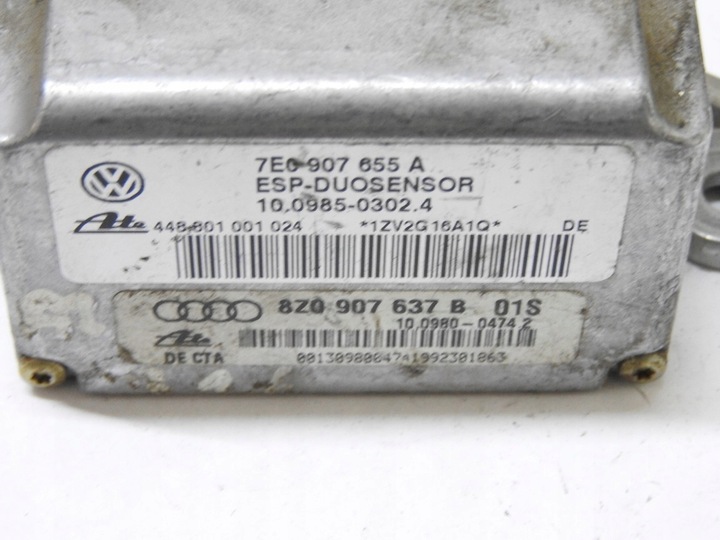 7E0 907 655 A
ESP-DUOSENSOR
10.0985-0302.4
Ate 448 801 001 024 *1ZV2G16A1Q* DE
8Z0 907 637 B 01S
10.0980-0474.2
Ate
DE CTA